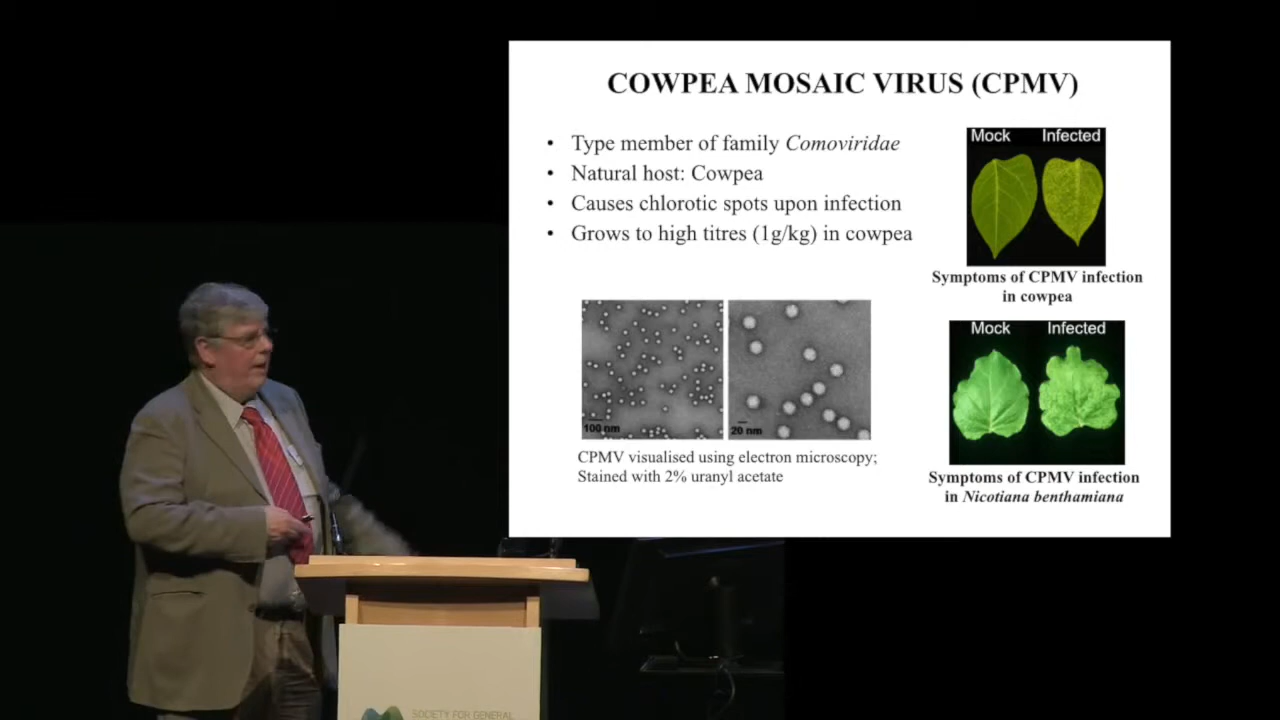 COWPEA MOSAIC VIRUS (CPMV)
• Type member of family Comoviridae
• Natural host: Cowpea
• Causes chlorotic spots upon infection
• Grows to high titres (1g/kg) in cowpea
Mock Infected
Symptoms of CPMV infection
in cowpea
100 nm
20 nm
CPMV visualised using electron microscopy;
Stained with 2% uranyl acetate
Mock Infected
Symptoms of CPMV infection
in Nicotiana benthamiana
SOCIETY FOR GENERAL